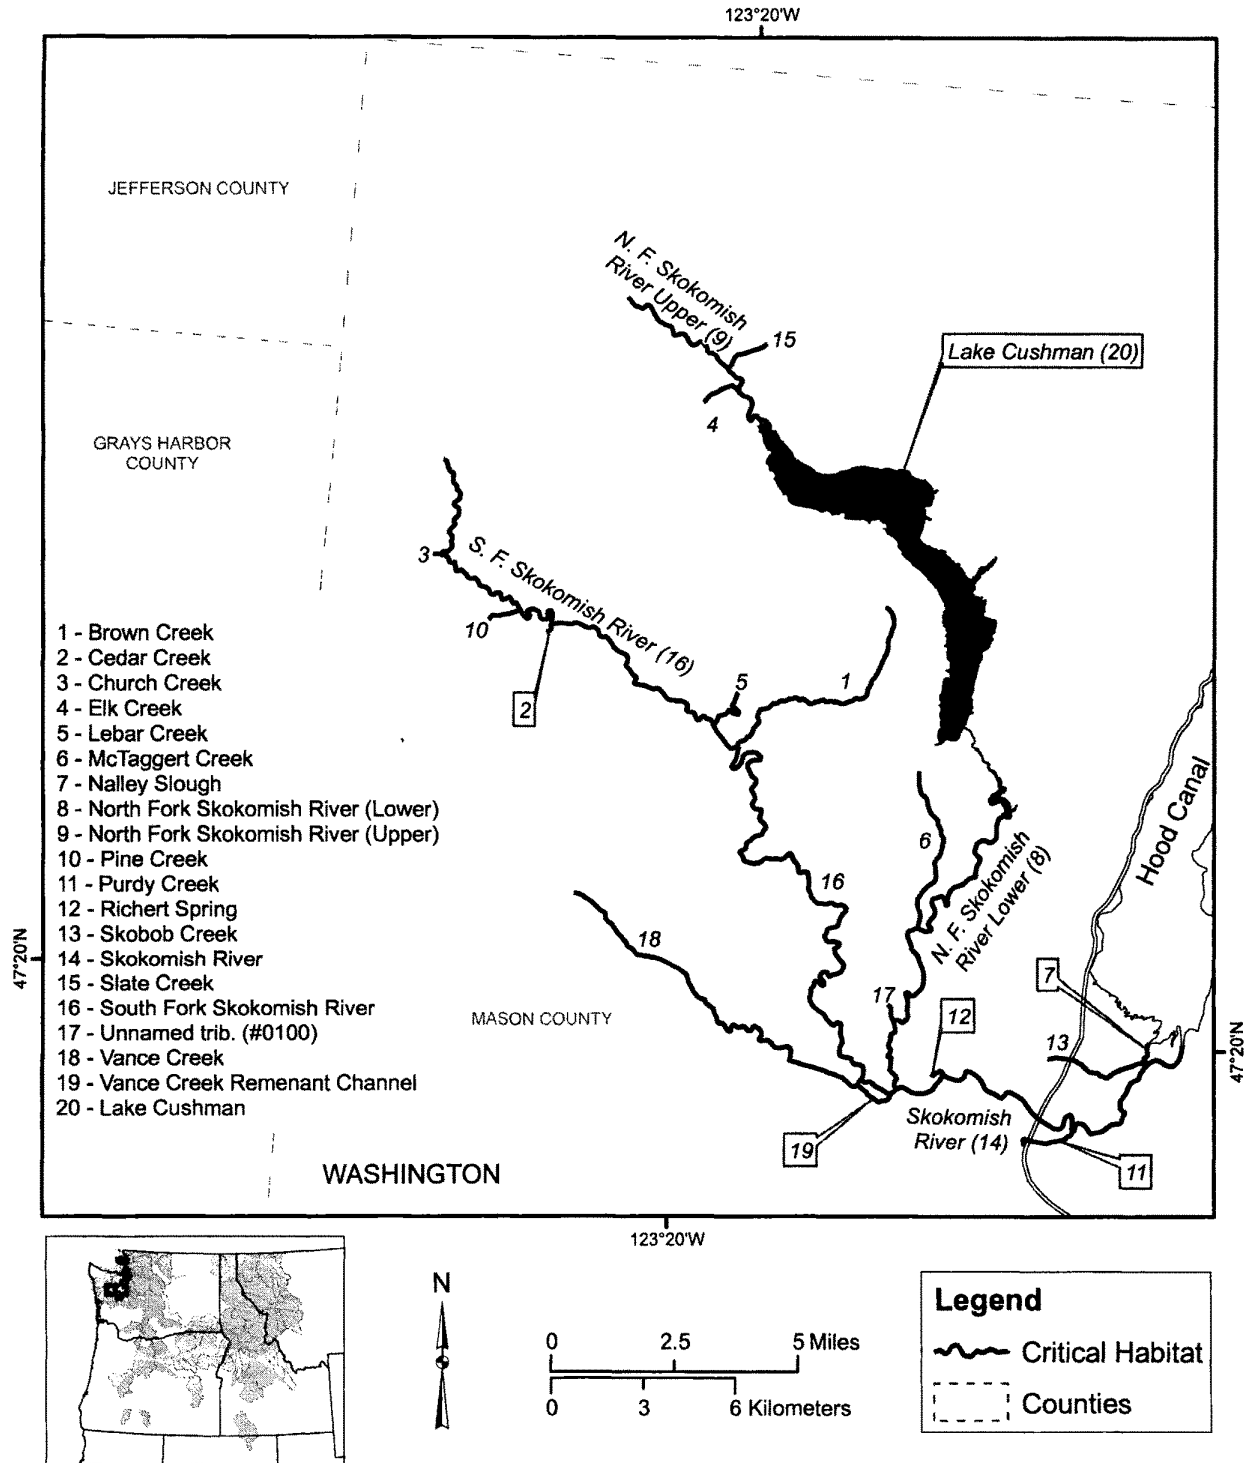 123°20'W
JEFFERSON COUNTY
N. F. Skokomish
River Upper (9)
15
Lake Cushman (20)
4
GRAYS HARBOR
COUNTY
3
S. F. Skokomish River (16)
10
2
5
1
1 - Brown Creek
2 - Cedar Creek
3 - Church Creek
4 - Elk Creek
5 - Lebar Creek
6 - McTaggert Creek
7 - Nalley Slough
8 - North Fork Skokomish River (Lower)
9 - North Fork Skokomish River (Upper)
10 - Pine Creek
11 - Purdy Creek
12 - Richert Spring
13 - Skobob Creek
14 - Skokomish River
15 - Slate Creek
16 - South Fork Skokomish River
17 - Unnamed trib. (#0100)
18 - Vance Creek
19 - Vance Creek Remenant Channel
20 - Lake Cushman
Hood Canal
6
16
N. F. Skokomish
River Lower (8)
18
47°20'N
7
17
12
MASON COUNTY
13
47°20'N
Skokomish
River (14)
19
11
WASHINGTON
123°20'W
N
0 2.5 5 Miles
0 3 6 Kilometers
Legend
Critical Habitat
Counties